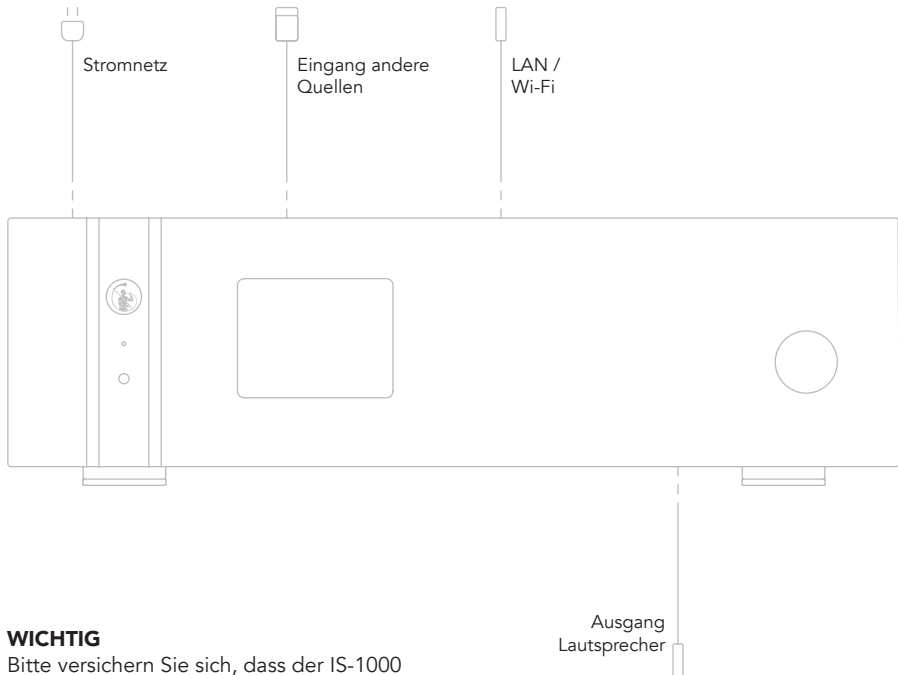 Stromnetz
Eingang andere
Quellen
LAN /
Wi-Fi
Ausgang
Lautsprecher
WICHTIG
Bitte versichern Sie sich, dass der IS-1000